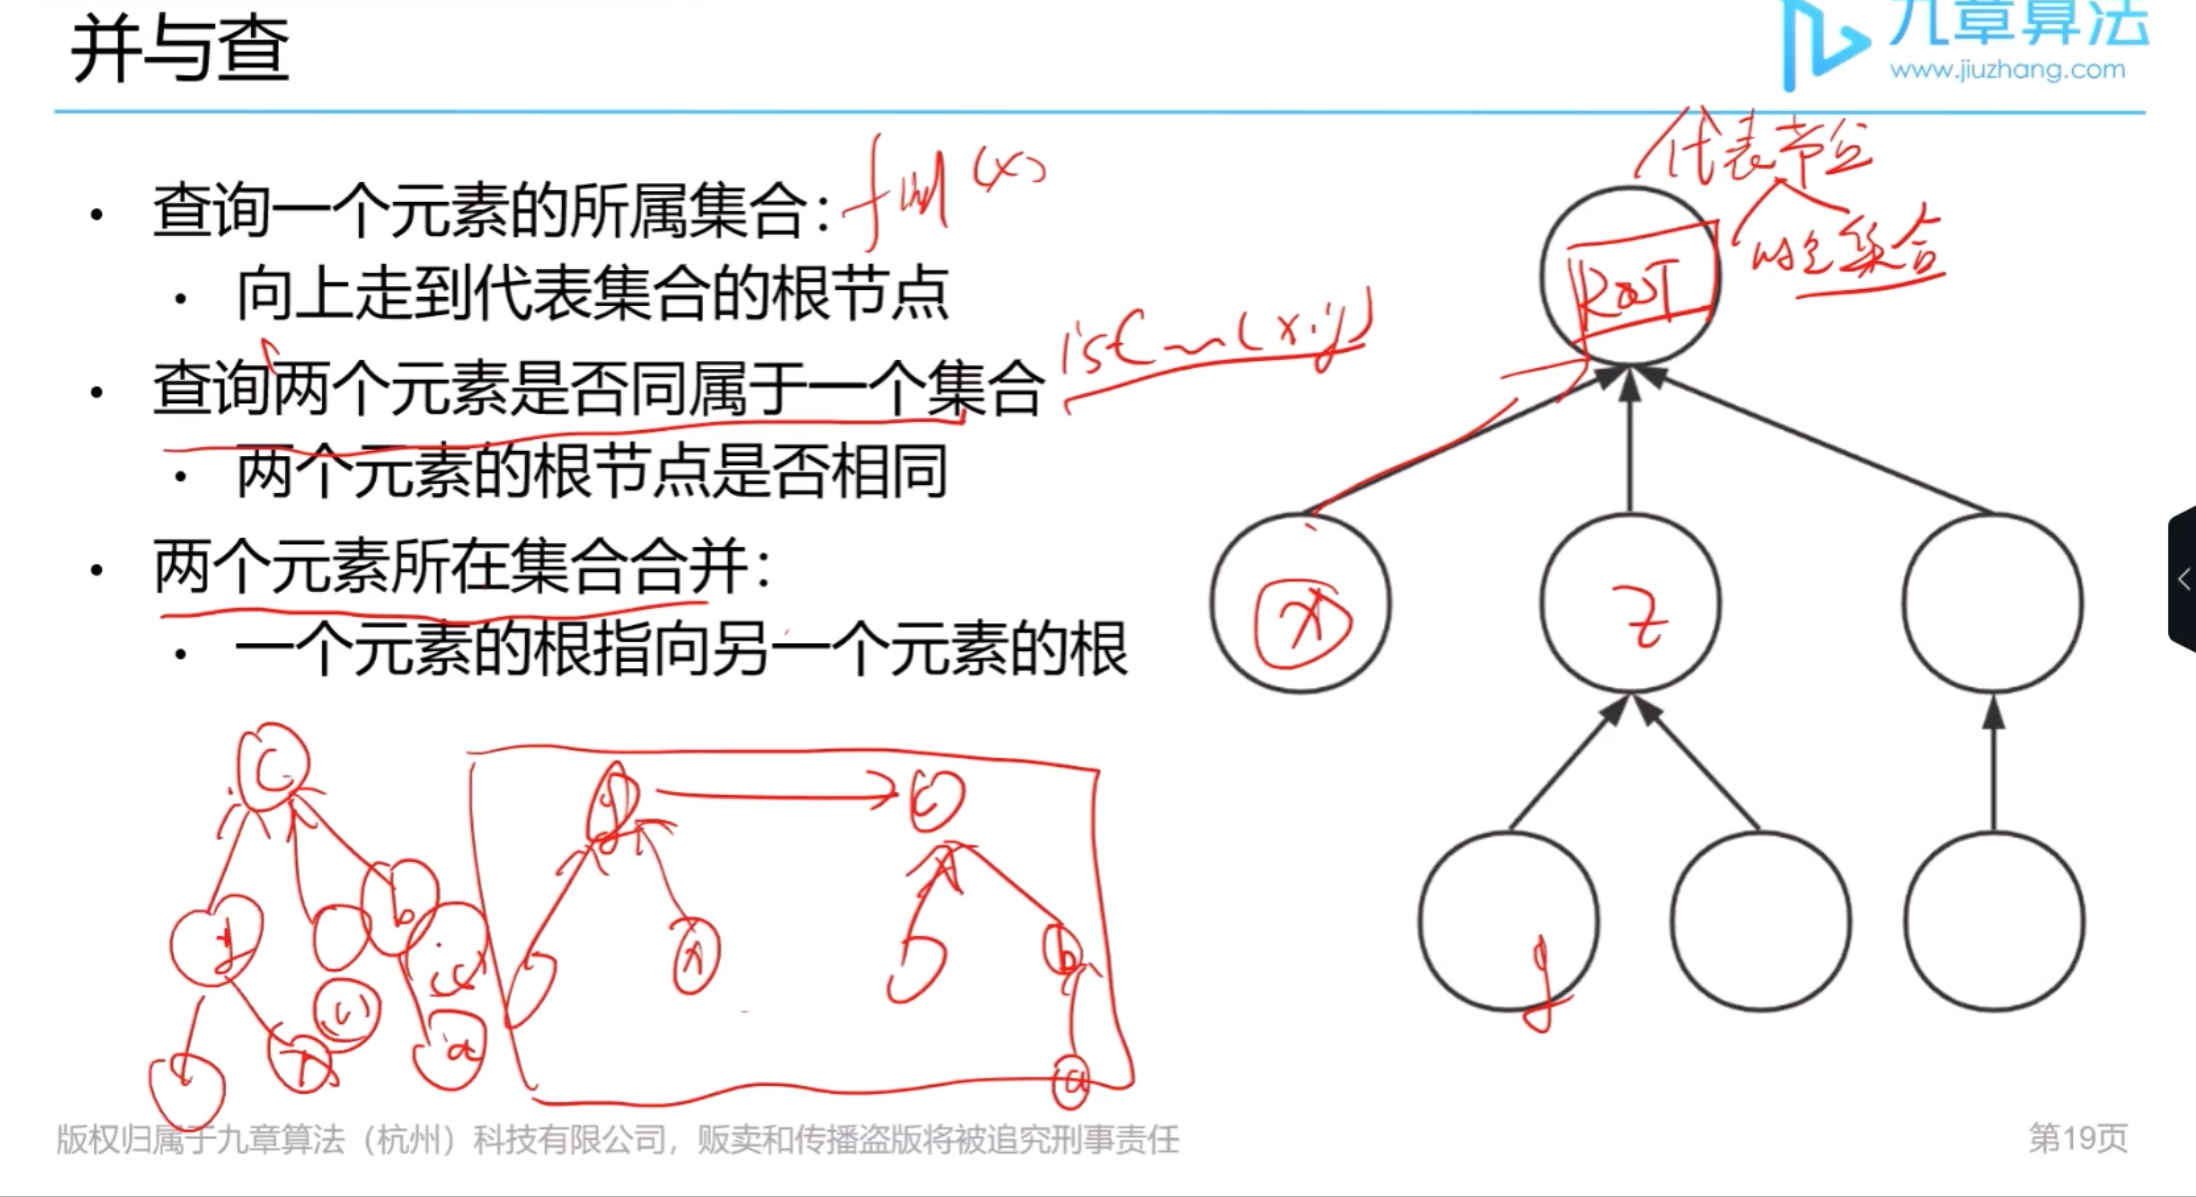 并与查
九章算法
www.jiuzhang.com
代表节点
• 查询一个元素的所属集合：find (x)
的集合
• 向上走到代表集合的根节点
ROOT
• 查询两个元素是否同属于一个集合
(x,y)
• 两个元素的根节点是否相同
• 两个元素所在集合合并：
x
z
• 一个元素的根指向另一个元素的根
c
y
c
b
y
x
b
y
x
a
a
版权归属于九章算法（杭州）科技有限公司，贩卖和传播盗版将被追究刑事责任
第19页